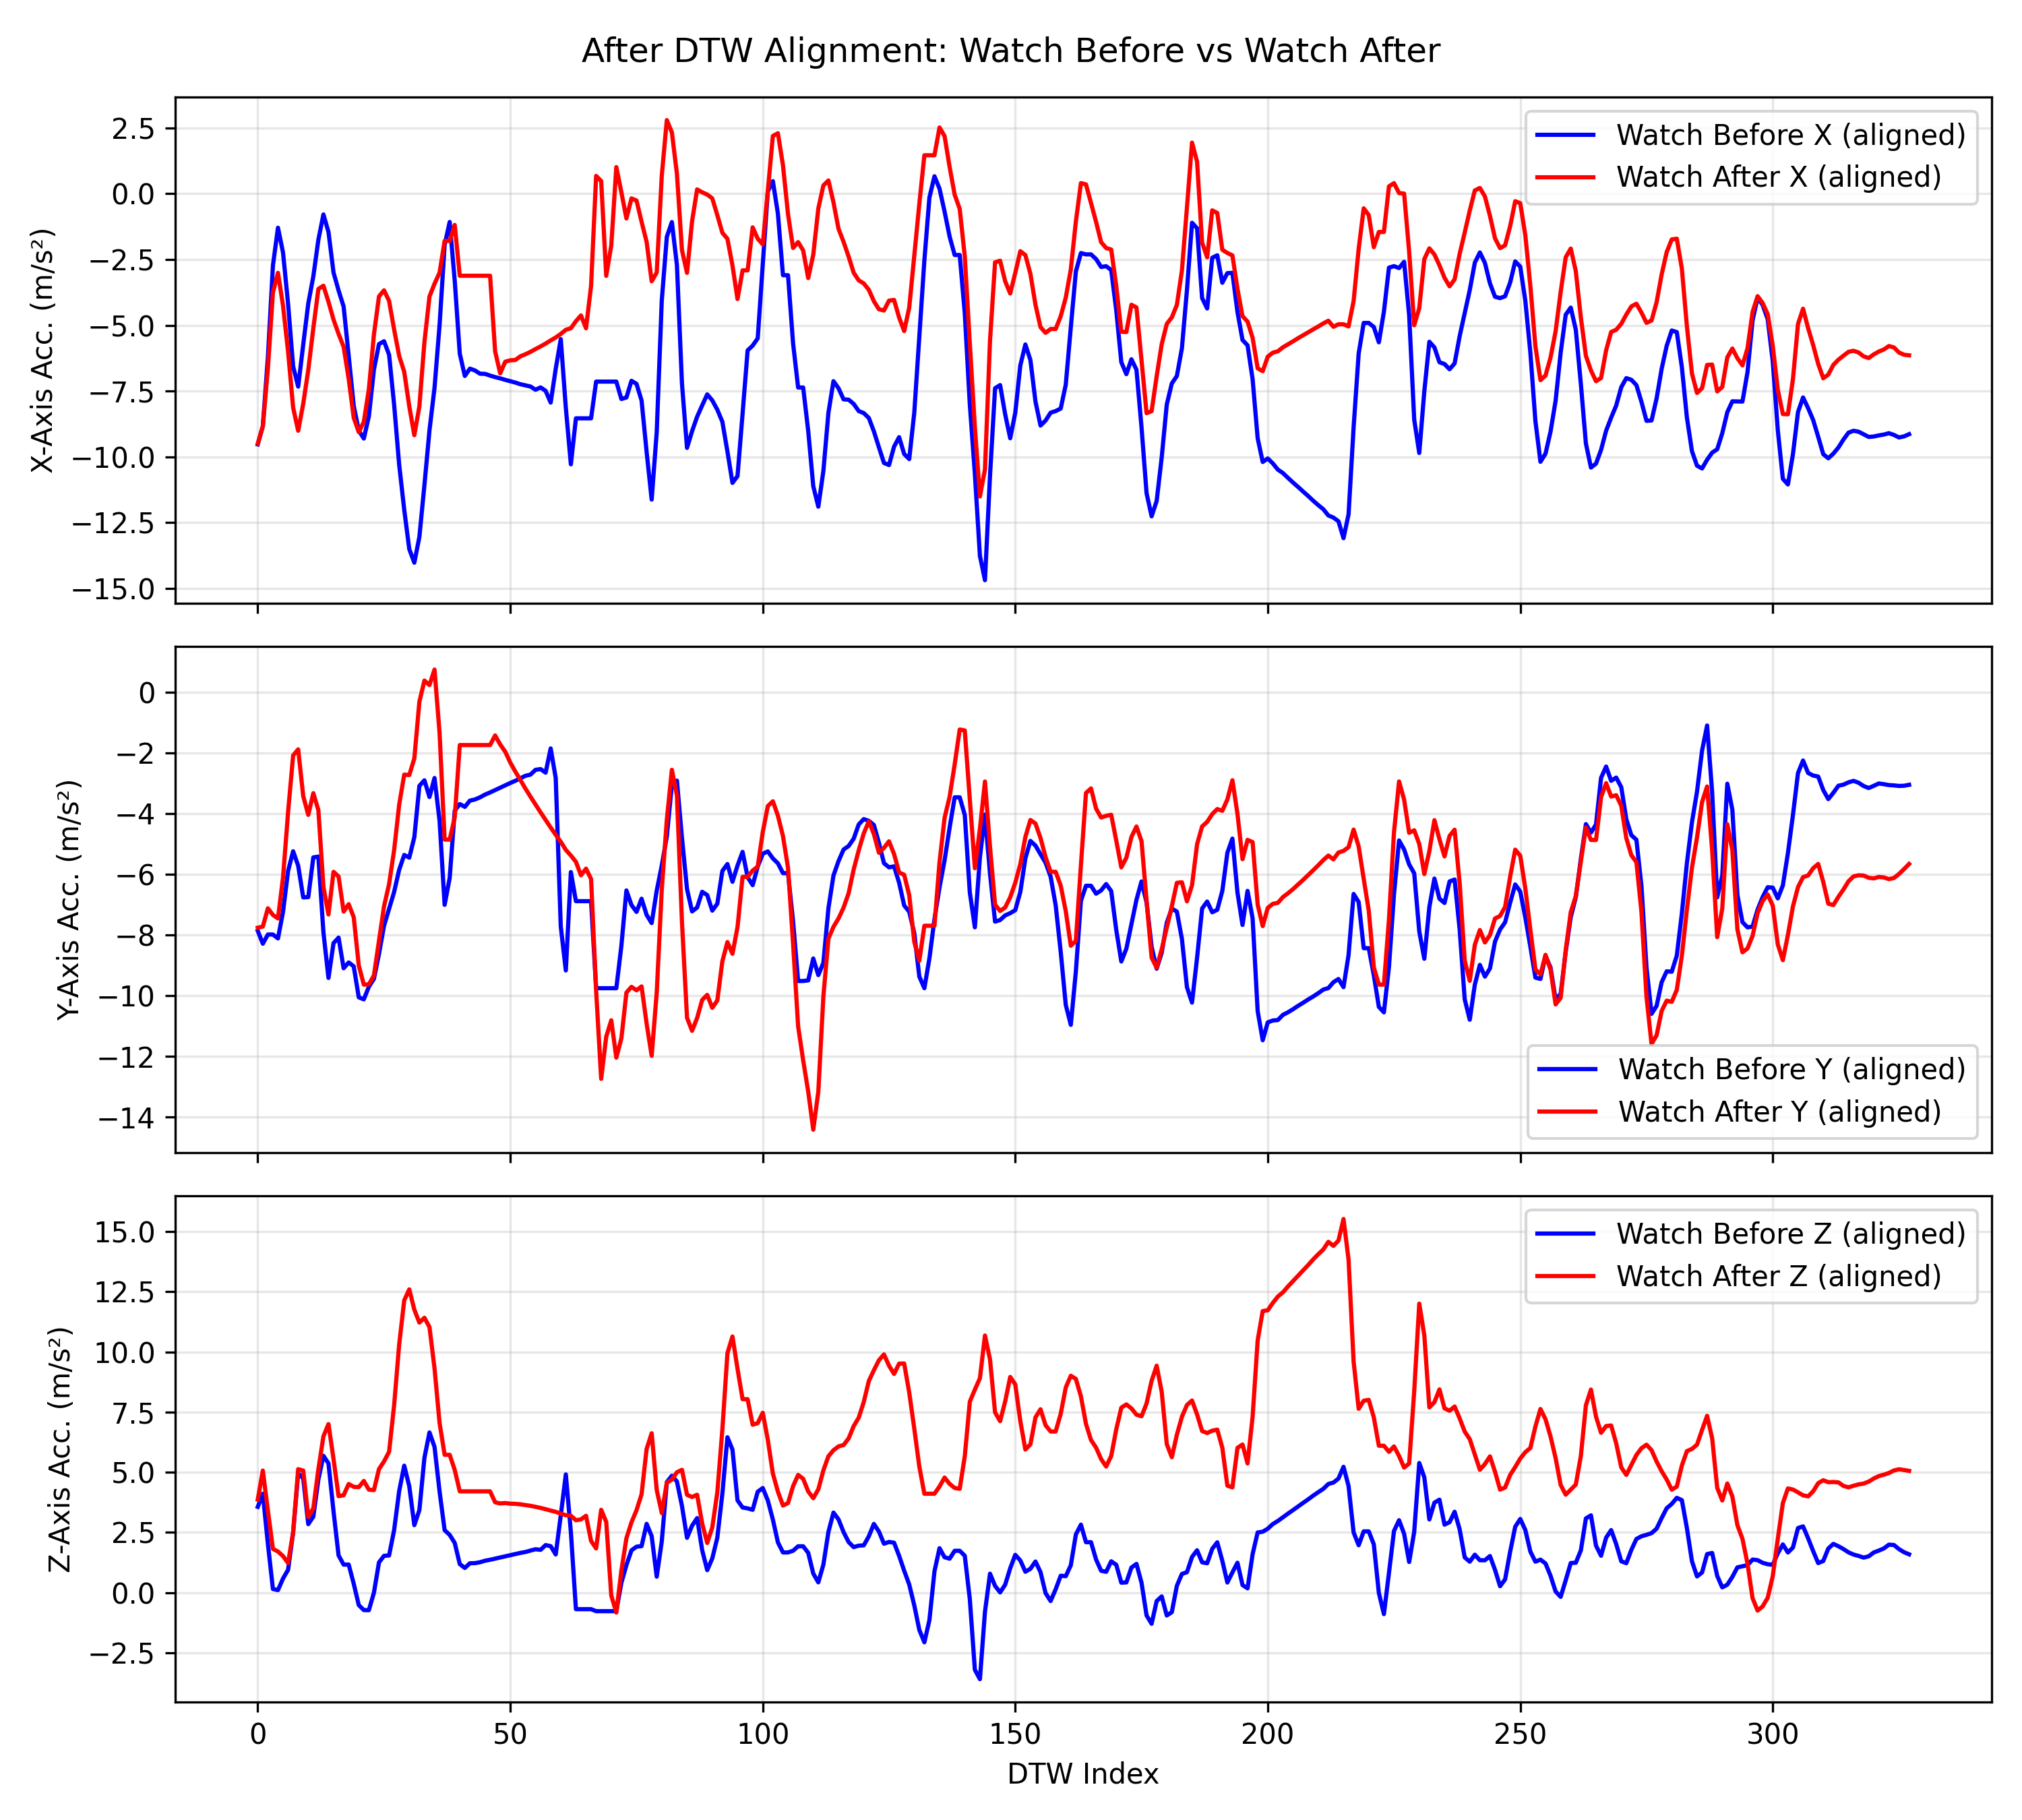 After DTW Alignment: Watch Before vs Watch After
X-Axis Acc. (m/s²)
2.5
0.0
−2.5
−5.0
−7.5
−10.0
−12.5
−15.0
Watch Before X (aligned)
Watch After X (aligned)
Y-Axis Acc. (m/s²)
0
−2
−4
−6
−8
−10
−12
−14
Watch Before Y (aligned)
Watch After Y (aligned)
Z-Axis Acc. (m/s²)
15.0
12.5
10.0
7.5
5.0
2.5
0.0
−2.5
Watch Before Z (aligned)
Watch After Z (aligned)
0 50 100 150 200 250 300
DTW Index